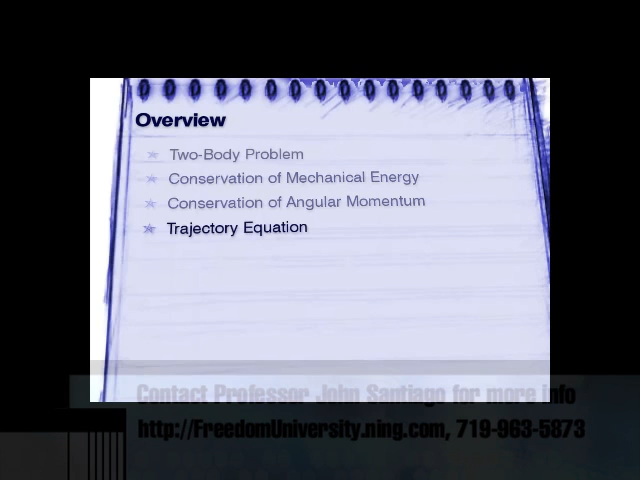 Overview
Two-Body Problem
Conservation of Mechanical Energy
Conservation of Angular Momentum
Trajectory Equation
Contact Professor John Santiago for more info
http://FreedomUniversity.ning.com, 719-963-5873